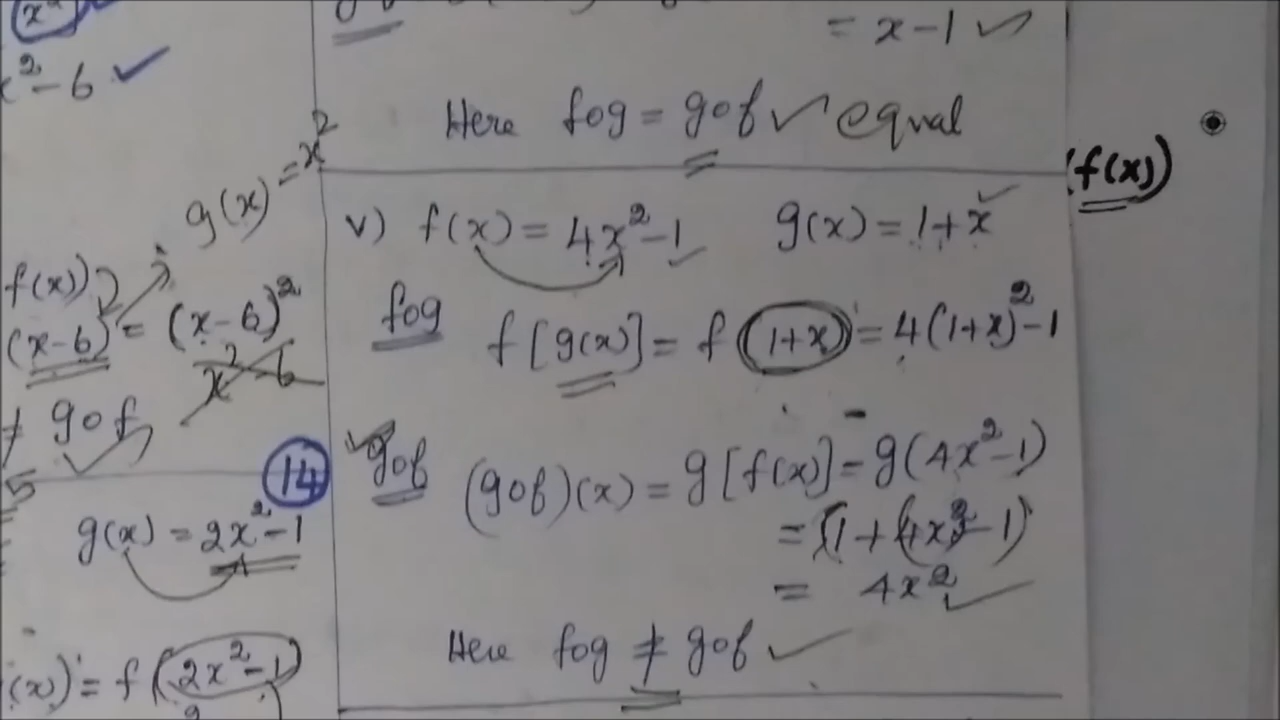 x² - 6
g(x) = x²
f(x))
(x-6) = (x-6)²
x² - 6
≠ gof
14
g(x) = 2x² - 1
(x) = f(2x² - 1)
= x - 1
Here fog = gof equal
(f(x))
v) f(x) = 4x² - 1 g(x) = 1 + x
fog f[g(x)] = f(1+x) = 4(1+x)² - 1
gof (gof)(x) = g[f(x)] = g(4x² - 1)
= (1 + (4x² - 1)
= 4x²
Here fog ≠ gof